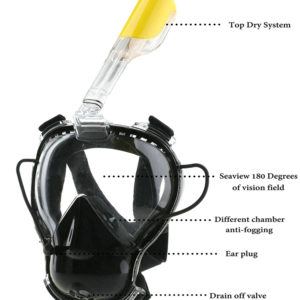 Top Dry System
Seaview 180 Degrees
of vision field
Different chamber
anti-fogging
Ear plug
Drain off valve